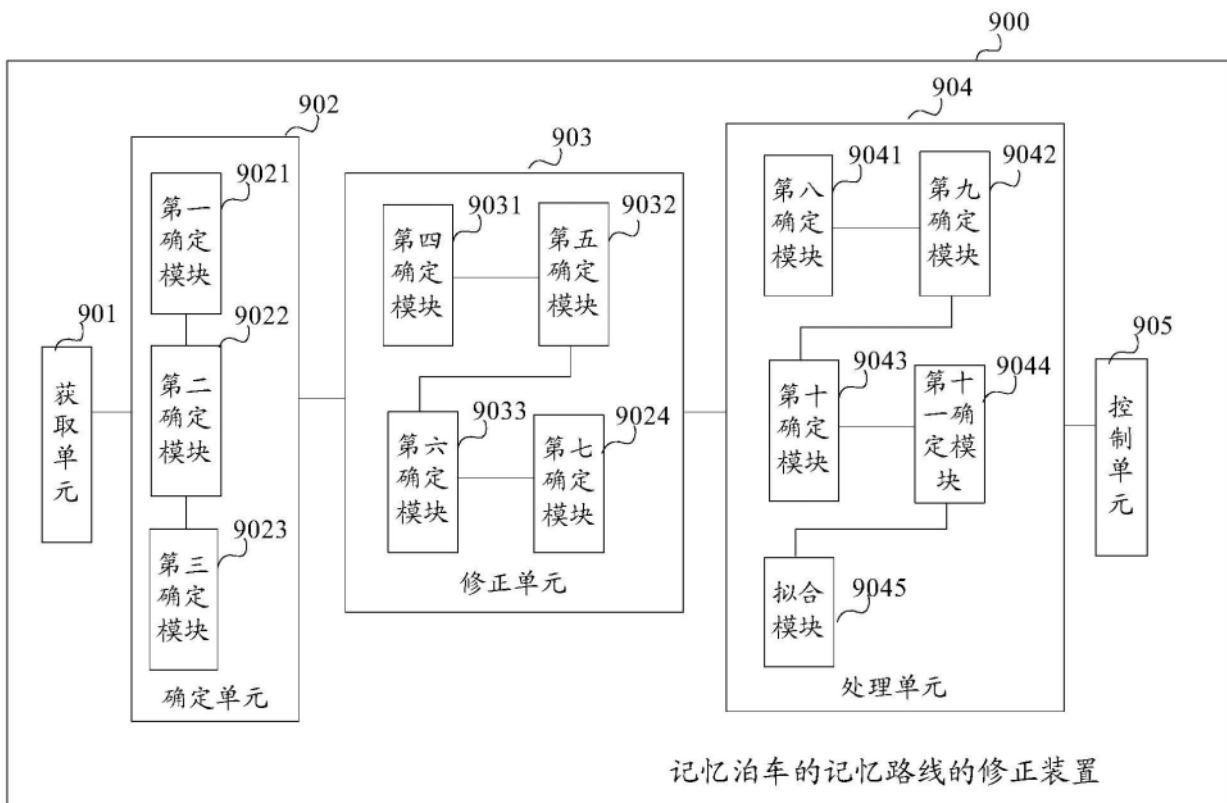 900
902
904
903
9021
第一
确定
模块
9031
第四
确定
模块
9032
第五
确定
模块
9041
第八
确定
模块
9042
第九
确定
模块
901
获
取
单
元
9022
第二
确定
模块
9033
第六
确定
模块
9024
第七
确定
模块
9043
第十
确定
模块
9044
第十
一确
定模
块
905
控
制
单
元
9023
第三
确定
模块
确定单元
修正单元
9045
拟合
模块
处理单元
记忆泊车的记忆路线的修正装置